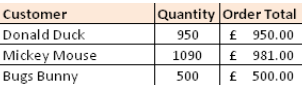 Customer Quantity Order Total
Donald Duck 950 £ 950.00
Mickey Mouse 1090 £ 981.00
Bugs Bunny 500 £ 500.00